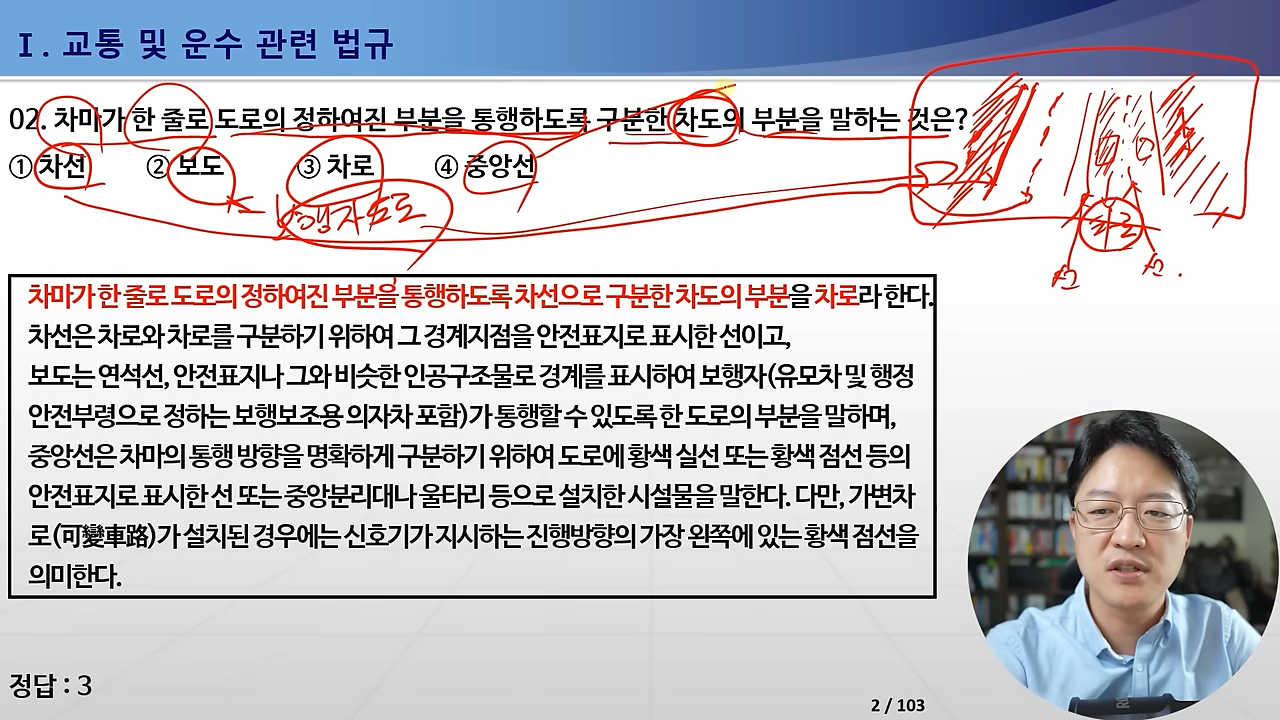 Ⅰ. 교통 및 운수 관련 법규
02. 차마가 한 줄로 도로의 정하여진 부분을 통행하도록 구분한 차도의 부분을 말하는 것은?
① 차선 ② 보도 ③ 차로 ④ 중앙선
차로
선 선
차마가 한 줄로 도로의 정하여진 부분을 통행하도록 차선으로 구분한 차도의 부분을 차로라 한다.
차선은 차로와 차로를 구분하기 위하여 그 경계지점을 안전표지로 표시한 선이고,
보도는 연석선, 안전표지나 그와 비슷한 인공구조물로 경계를 표시하여 보행자(유모차 및 행정
안전부령으로 정하는 보행보조용 의자차 포함)가 통행할 수 있도록 한 도로의 부분을 말하며,
중앙선은 차마의 통행 방향을 명확하게 구분하기 위하여 도로에 황색 실선 또는 황색 점선 등의
안전표지로 표시한 선 또는 중앙분리대나 울타리 등으로 설치한 시설물을 말한다. 다만, 가변차
로(可變車路)가 설치된 경우에는 신호기가 지시하는 진행방향의 가장 왼쪽에 있는 황색 점선을
의미한다.
정답 : 3
2 / 103